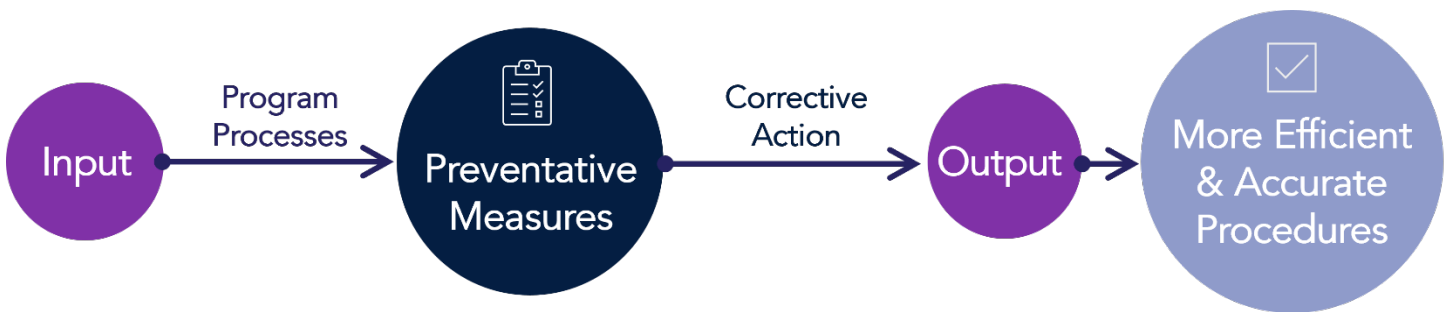 Input
Program
Processes
Preventative
Measures
Corrective
Action
Output
More Efficient
& Accurate
Procedures